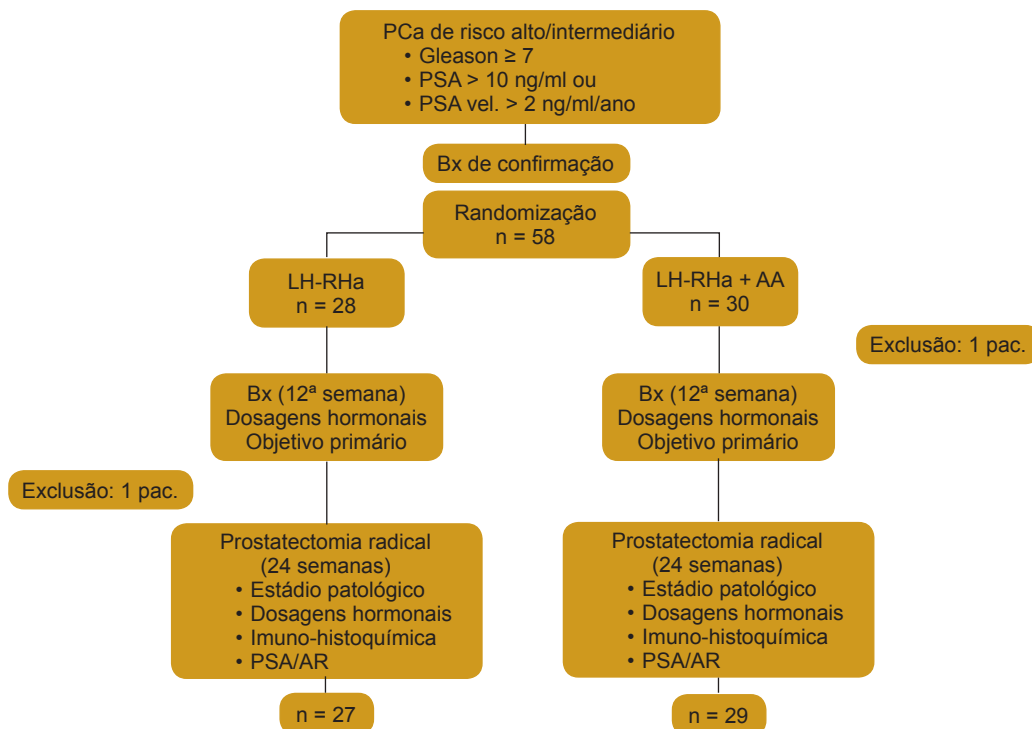 PCa de risco alto/intermediário
• Gleason ≥ 7
• PSA > 10 ng/ml ou
• PSA vel. > 2 ng/ml/ano
Bx de confirmação
Randomização
n = 58
LH-RHa
n = 28
LH-RHa + AA
n = 30
Exclusão: 1 pac.
Bx (12ª semana)
Dosagens hormonais
Objetivo primário
Bx (12ª semana)
Dosagens hormonais
Objetivo primário
Exclusão: 1 pac.
Prostatectomia radical
(24 semanas)
• Estádio patológico
• Dosagens hormonais
• Imuno-histoquímica
• PSA/AR
Prostatectomia radical
(24 semanas)
• Estádio patológico
• Dosagens hormonais
• Imuno-histoquímica
• PSA/AR
n = 27
n = 29